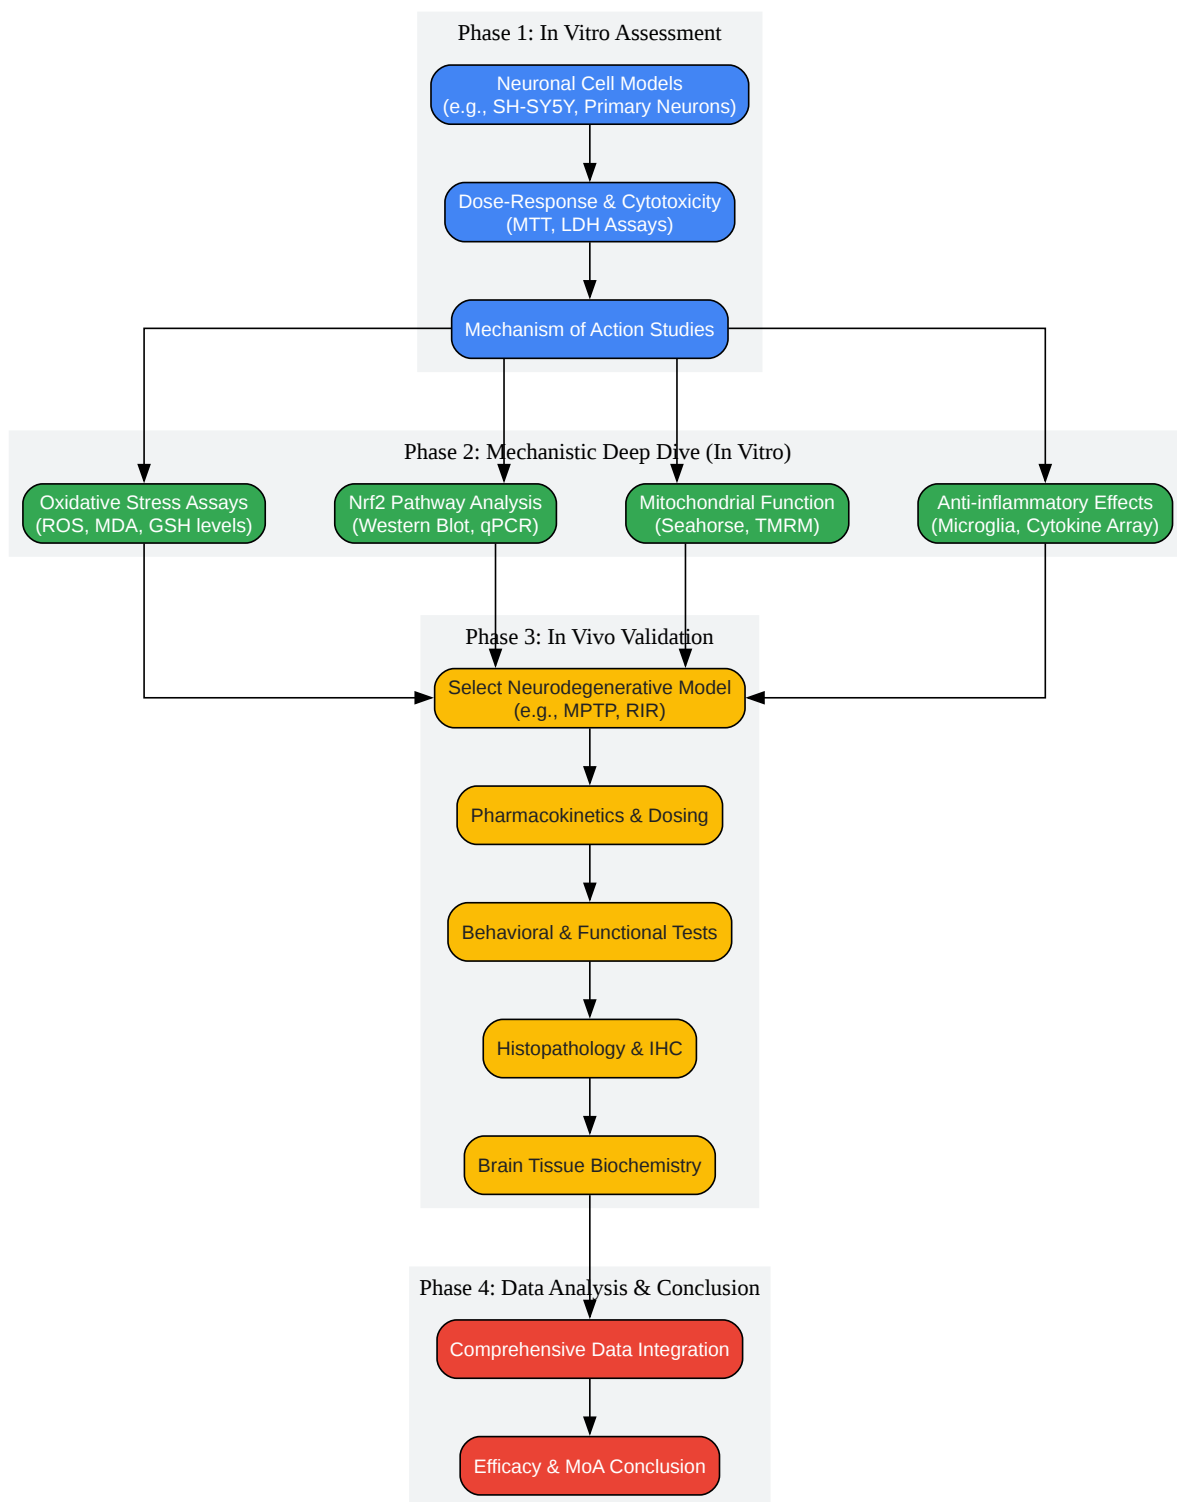 Phase 1: In Vitro Assessment
Neuronal Cell Models
(e.g., SH-SY5Y, Primary Neurons)
Dose-Response & Cytotoxicity
(MTT, LDH Assays)
Mechanism of Action Studies
Phase 2: Mechanistic Deep Dive (In Vitro)
Oxidative Stress Assays
(ROS, MDA, GSH levels)
Nrf2 Pathway Analysis
(Western Blot, qPCR)
Mitochondrial Function
(Seahorse, TMRM)
Anti-inflammatory Effects
(Microglia, Cytokine Array)
Phase 3: In Vivo Validation
Select Neurodegenerative Model
(e.g., MPTP, RIR)
Pharmacokinetics & Dosing
Behavioral & Functional Tests
Histopathology & IHC
Brain Tissue Biochemistry
Phase 4: Data Analysis & Conclusion
Comprehensive Data Integration
Efficacy & MoA Conclusion